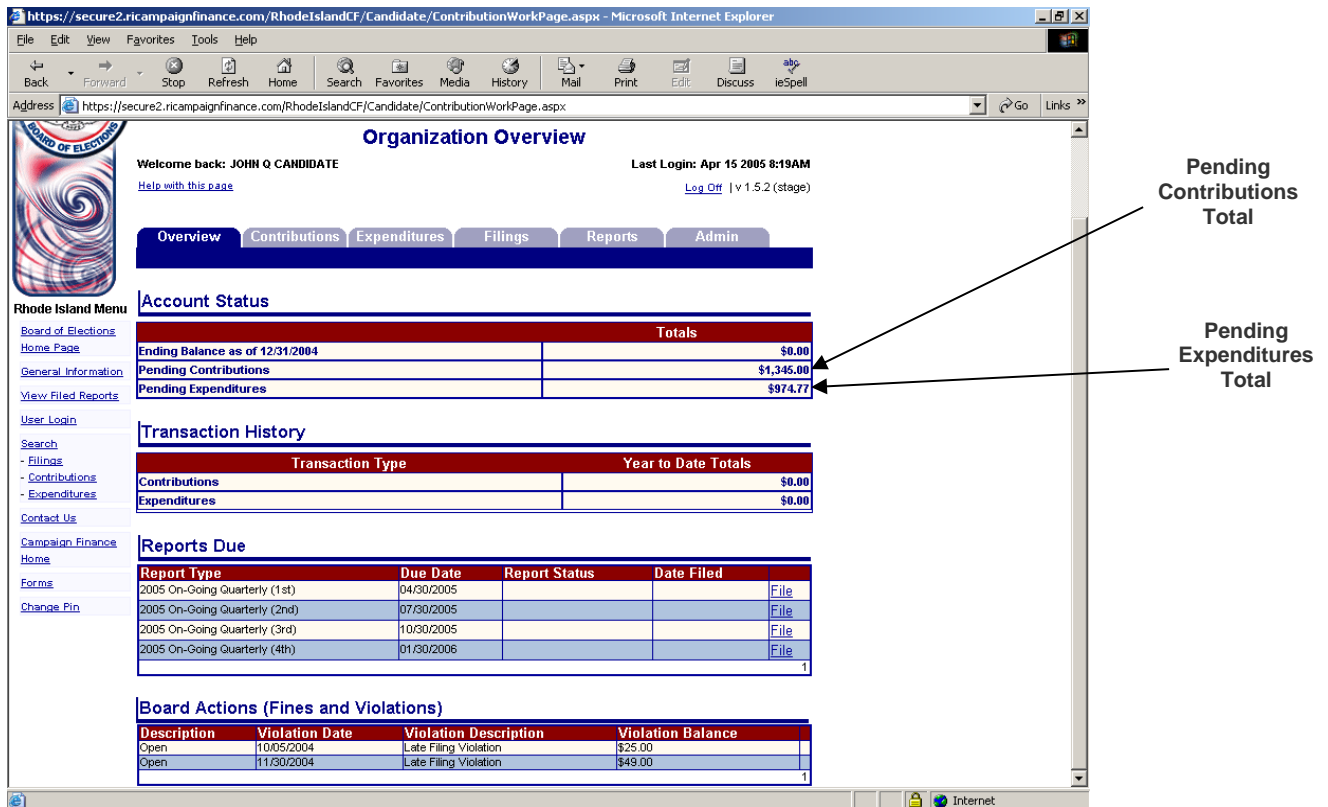 https://secure2.ricampaignfinance.com/RhodeIslandCF/Candidate/ContributionWorkPage.aspx - Microsoft Internet Explorer
File Edit View Favorites Tools Help
Back Forward Stop Refresh Home Search Favorites Media History Mail Print Edit Discuss ieSpell
Address https://secure2.ricampaignfinance.com/RhodeIslandCF/Candidate/ContributionWorkPage.aspx Go Links »
BOARD OF ELECTIONS
Organization Overview
Welcome back: JOHN Q CANDIDATE Last Login: Apr 15 2005 8:19AM
Help with this page Log Off | v 1.5.2 (stage)
Overview Contributions Expenditures Filings Reports Admin
Rhode Island Menu
Board of Elections
Home Page
General Information
View Filed Reports
User Login
Search
- Filings
- Contributions
- Expenditures
Contact Us
Campaign Finance
Home
Forms
Change Pin
Account Status
Totals
Ending Balance as of 12/31/2004 $0.00
Pending Contributions $1,345.00
Pending Expenditures $974.77
Transaction History
Transaction Type Year to Date Totals
Contributions $0.00
Expenditures $0.00
Reports Due
Report Type Due Date Report Status Date Filed
2005 On-Going Quarterly (1st) 04/30/2005 File
2005 On-Going Quarterly (2nd) 07/30/2005 File
2005 On-Going Quarterly (3rd) 10/30/2005 File
2005 On-Going Quarterly (4th) 01/30/2006 File
1
Board Actions (Fines and Violations)
Description Violation Date Violation Description Violation Balance
Open 10/05/2004 Late Filing Violation $25.00
Open 11/30/2004 Late Filing Violation $49.00
1
Internet
Pending
Contributions
Total
Pending
Expenditures
Total